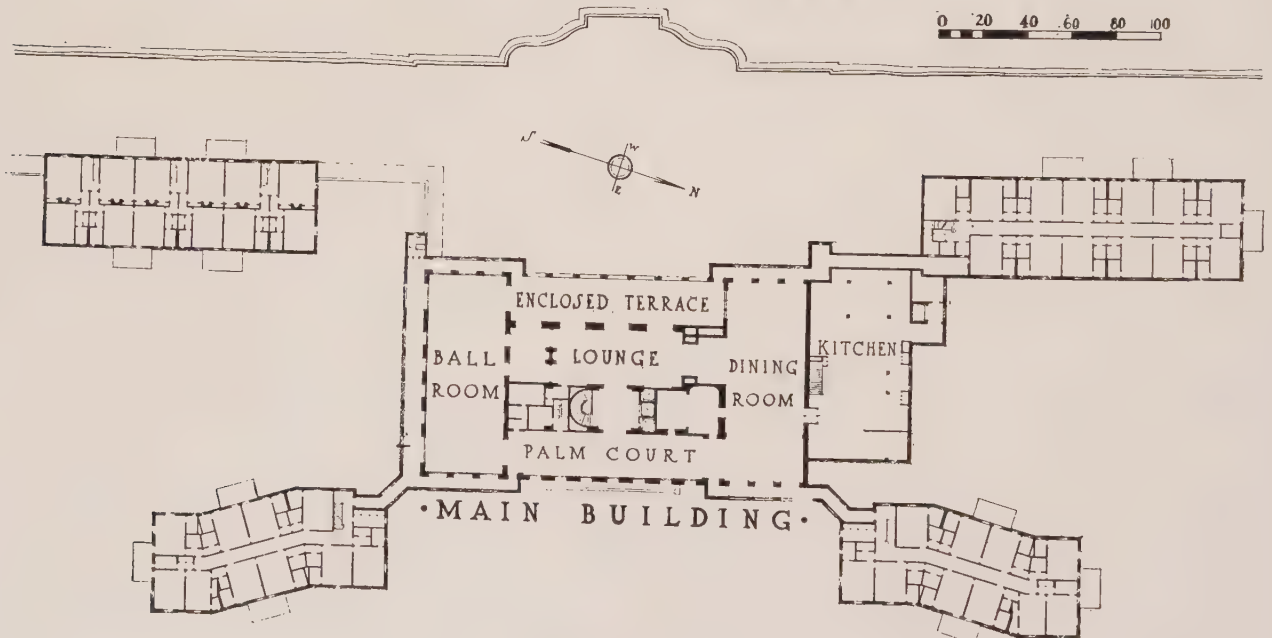 0 20 40 60 80 100
S
W
E
N
ENCLOSED TERRACE
BALL
ROOM
LOUNGE
DINING
ROOM
KITCHEN
PALM COURT
·MAIN BUILDING·